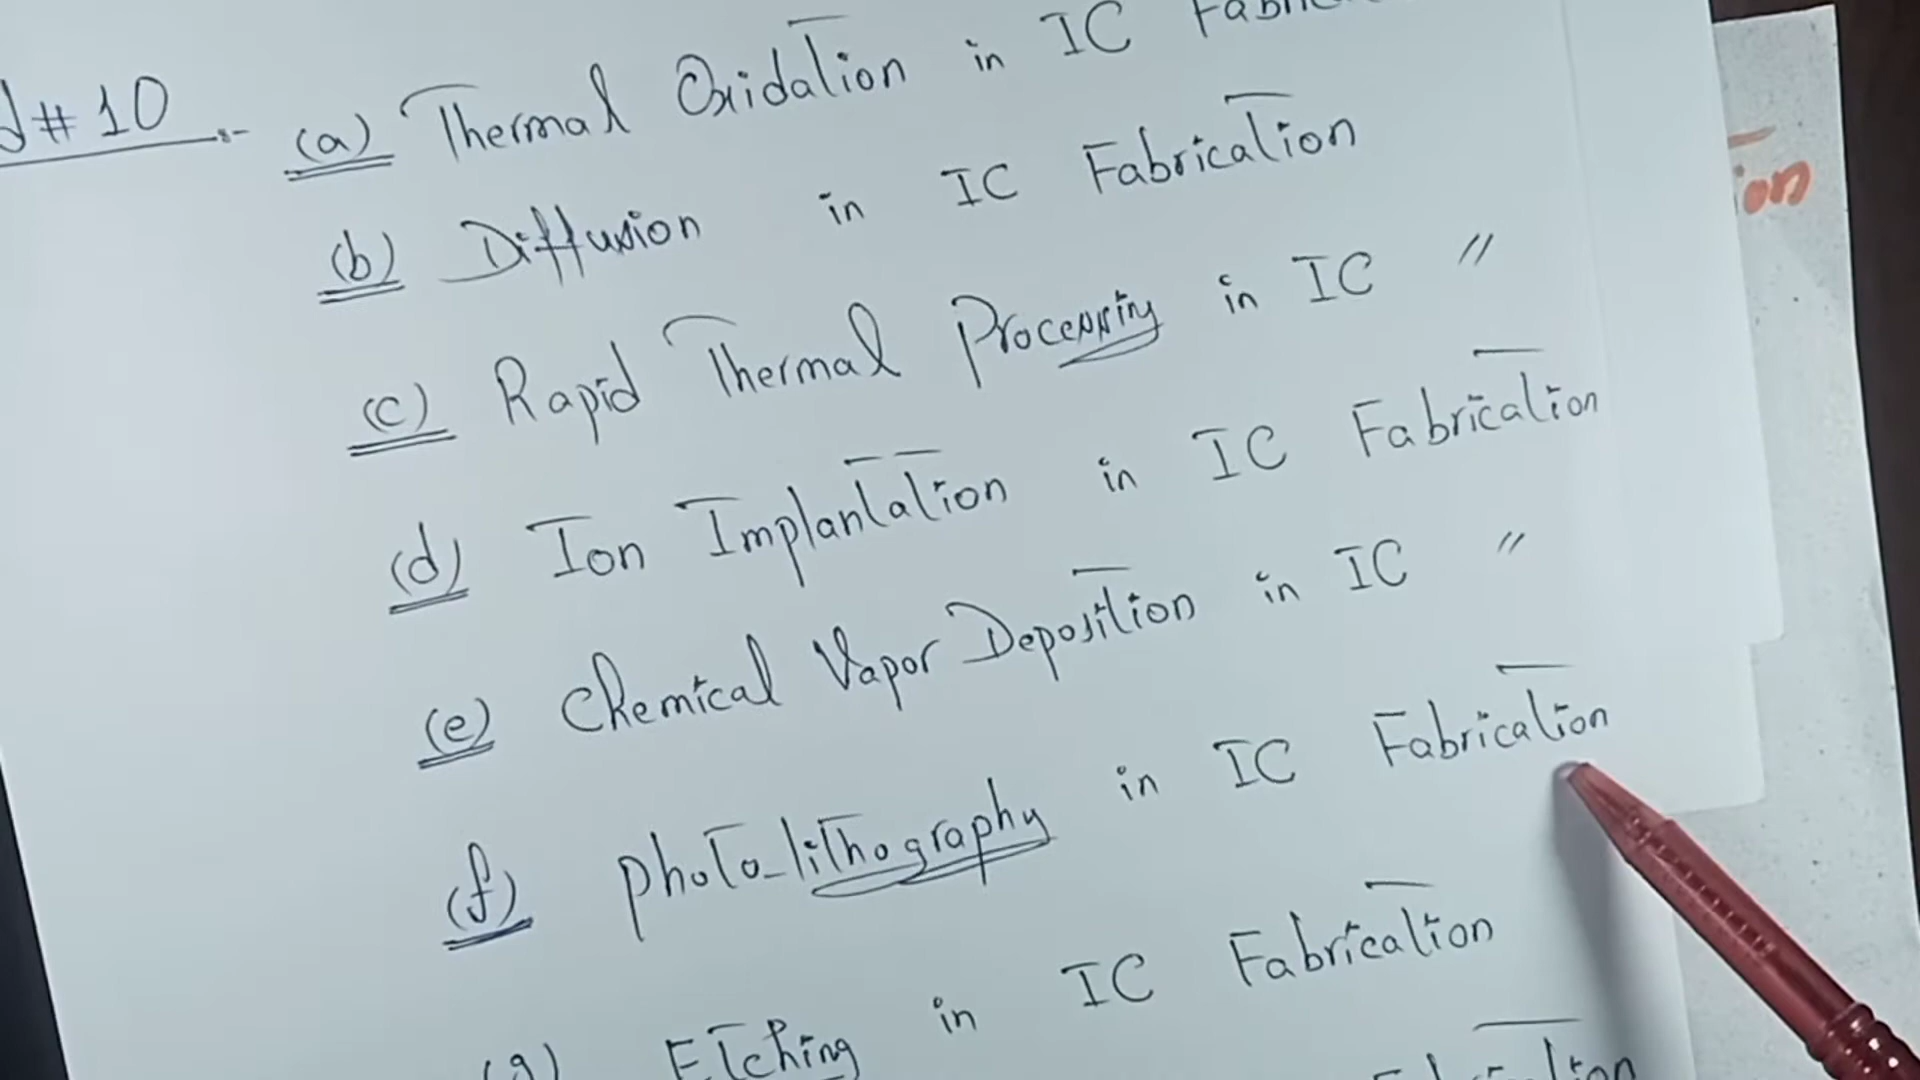 # 10 :- (a) Thermal Oxidation in IC
(b) Diffusion in IC Fabrication
(c) Rapid Thermal Processing in IC "
(d) Ion Implantation in IC Fabrication
(e) Chemical Vapor Deposition in IC "
(f) photo-lithography in IC Fabrication
(g) Etching in IC Fabrication